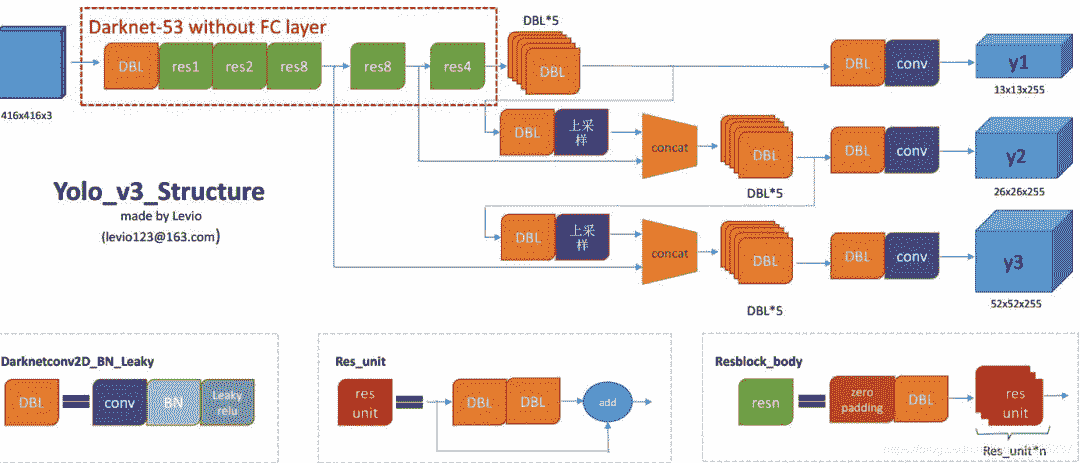 Darknet-53 without FC layer
DBL
res1
res2
res8
res8
res4
DBL*5
DBL
DBL
conv
y1
13x13x255
416x416x3
DBL
上采
样
concat
DBL
DBL*5
DBL
conv
y2
26x26x255
Yolo_v3_Structure
made by Levio
(levio123@163.com)
DBL
上采
样
concat
DBL
DBL*5
DBL
conv
y3
52x52x255
Darknetconv2D_BN_Leaky
DBL
conv
BN
Leaky
relu
Res_unit
res
unit
DBL
DBL
add
Resblock_body
resn
zero
padding
DBL
res
unit
Res_unit*n